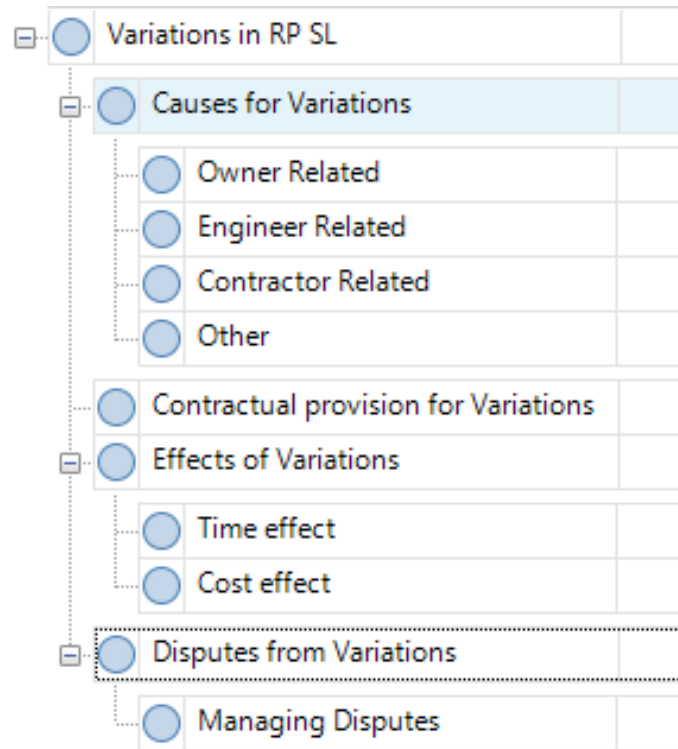 Variations in RP SL
Causes for Variations
Owner Related
Engineer Related
Contractor Related
Other
Contractual provision for Variations
Effects of Variations
Time effect
Cost effect
Disputes from Variations
Managing Disputes